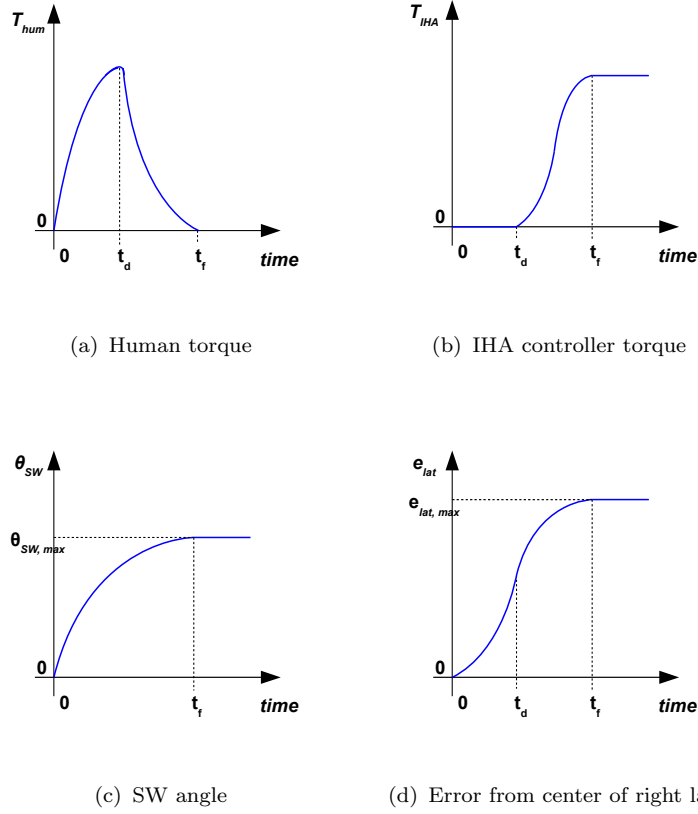 T_hum
0
0 t_d t_f time
(a) Human torque
T_IHA
0
0 t_d t_f time
(b) IHA controller torque
θ_SW
θ_SW, max
0
0 t_f time
(c) SW angle
e_lat
e_lat, max
0
0 t_d t_f time
(d) Error from center of right la